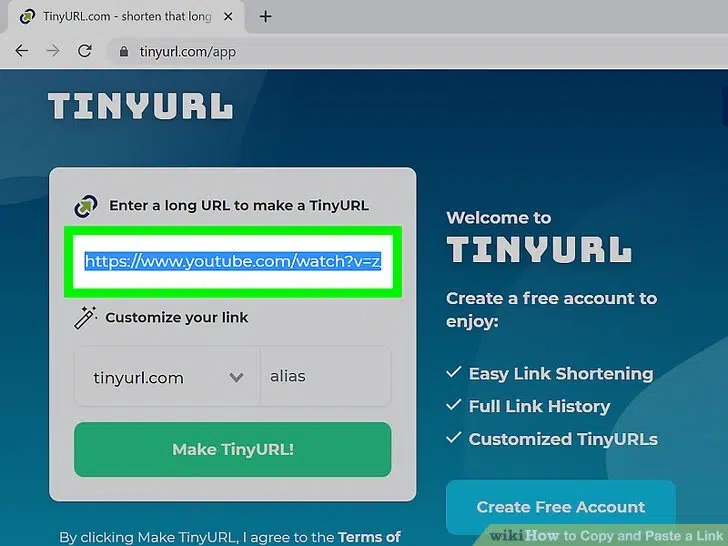 TinyURL.com - shorten that long
tinyurl.com/app
TINYURL
Enter a long URL to make a TinyURL
https://www.youtube.com/watch?v=z
Customize your link
tinyurl.com
alias
Make TinyURL!
By clicking Make TinyURL, I agree to the Terms of
Welcome to
TINYURL
Create a free account to
enjoy:
Easy Link Shortening
Full Link History
Customized TinyURLs
Create Free Account
wikiHow to Copy and Paste a Link